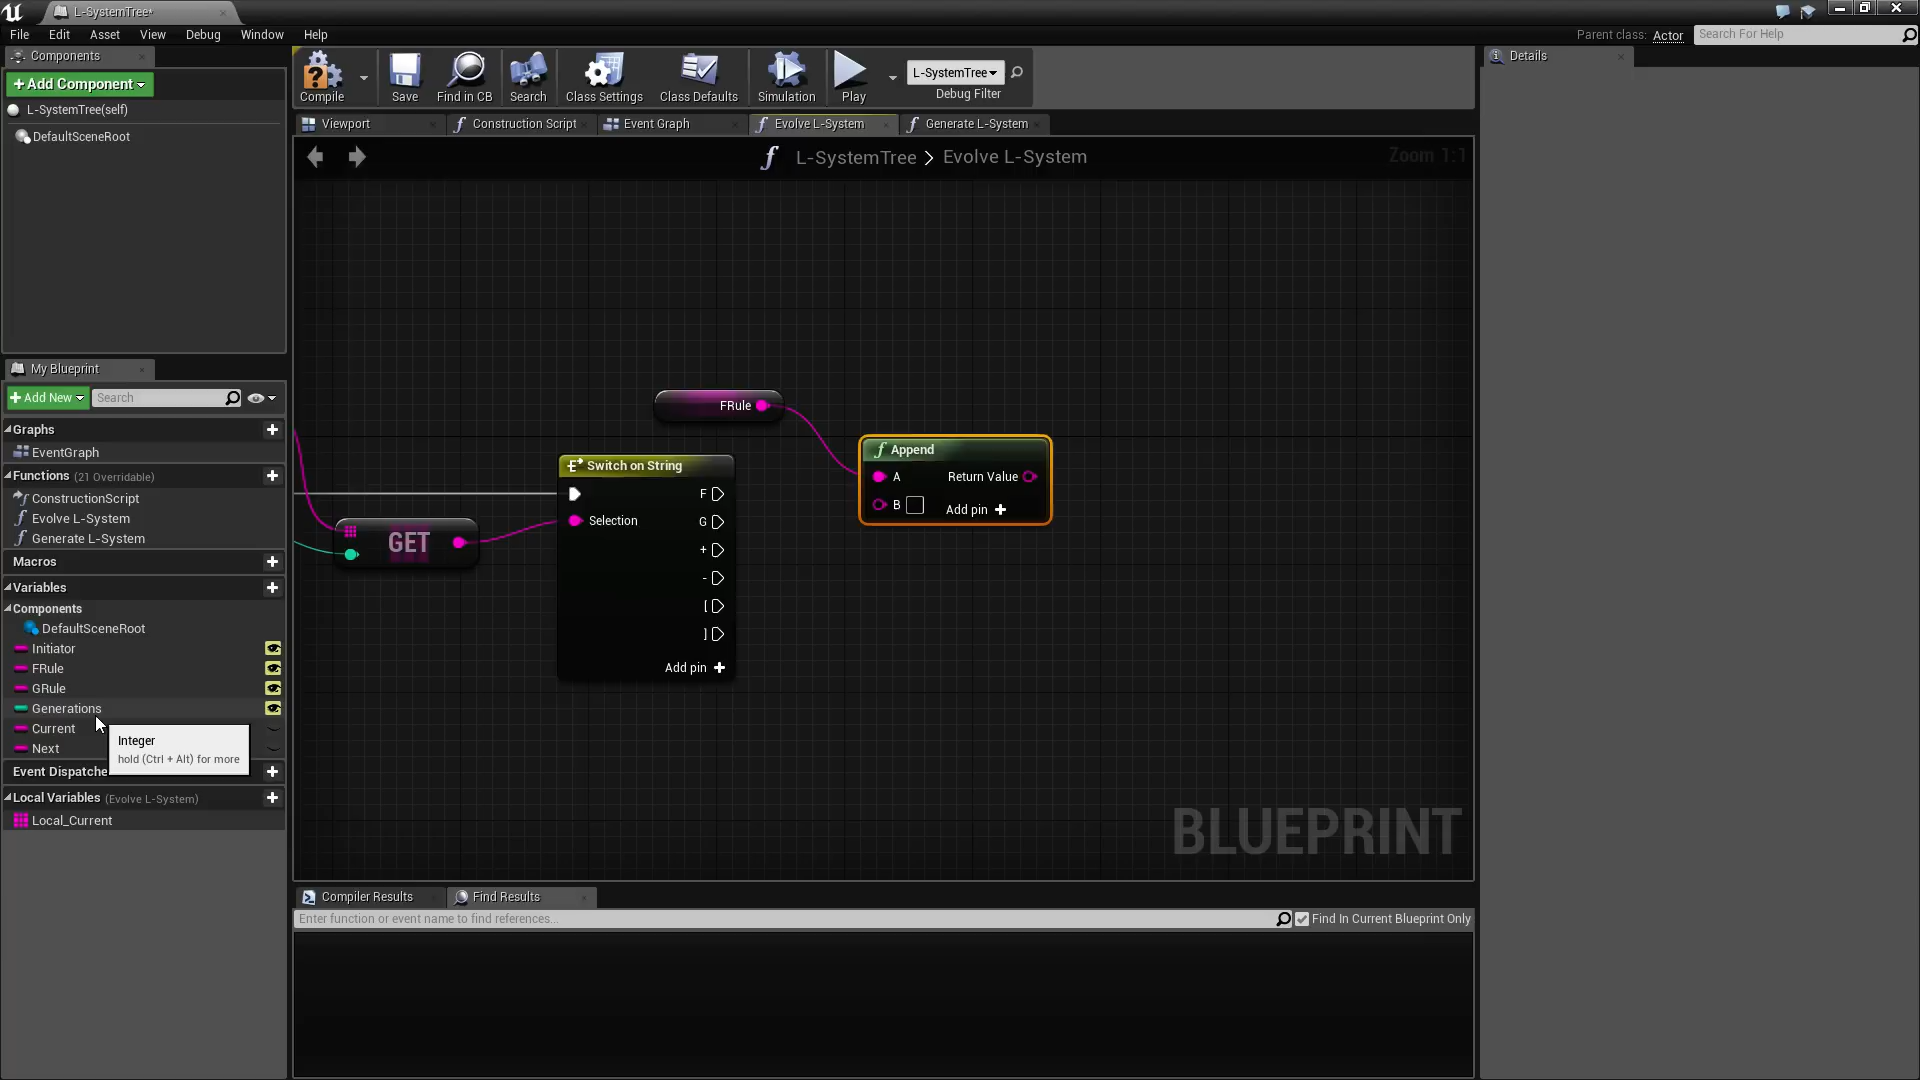 L-SystemTree*
File Edit Asset View Debug Window Help
Parent class: Actor Search For Help
Components
+Add Component
L-SystemTree(self)
DefaultSceneRoot
Compile Save Find in CB Search Class Settings Class Defaults Simulation Play
L-SystemTree
Debug Filter
Details
Viewport Construction Script Event Graph Evolve L-System Generate L-System
L-SystemTree > Evolve L-System
Zoom 1:1
FRule
Append
A Return Value
B Add pin +
Switch on String
F
Selection G
+
-
[
]
Add pin +
GET
BLUEPRINT
My Blueprint
+Add New Search
Graphs
EventGraph
Functions (21 Overridable)
ConstructionScript
Evolve L-System
Generate L-System
Macros
Variables
Components
DefaultSceneRoot
Initiator
FRule
GRule
Generations
Current
Next
Integer
hold (Ctrl + Alt) for more
Event Dispatche
Local Variables (Evolve L-System)
Local_Current
Compiler Results Find Results
Enter function or event name to find references...
Find In Current Blueprint Only